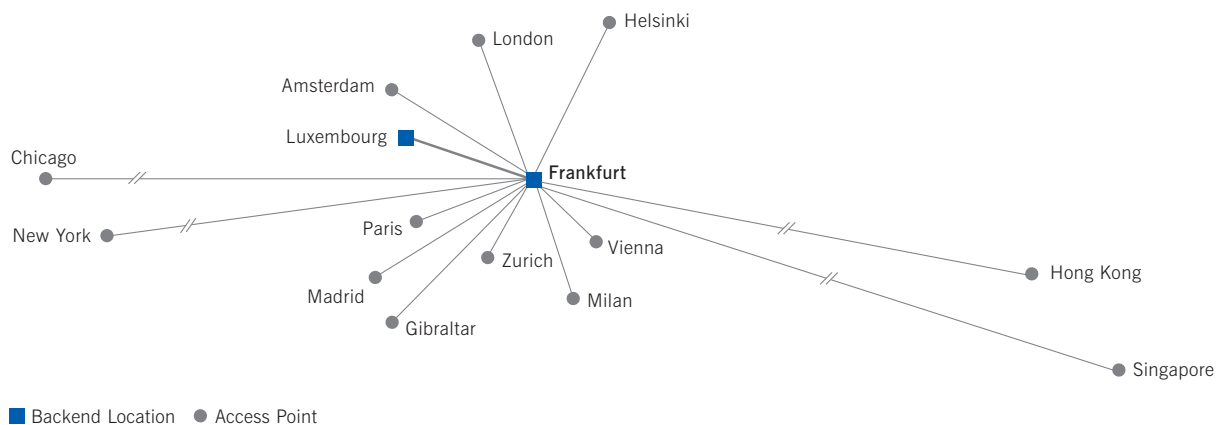 Helsinki
London
Amsterdam
Luxembourg
Chicago
Frankfurt
New York
Paris
Vienna
Zurich
Hong Kong
Madrid
Milan
Gibraltar
Singapore
Backend Location
Access Point